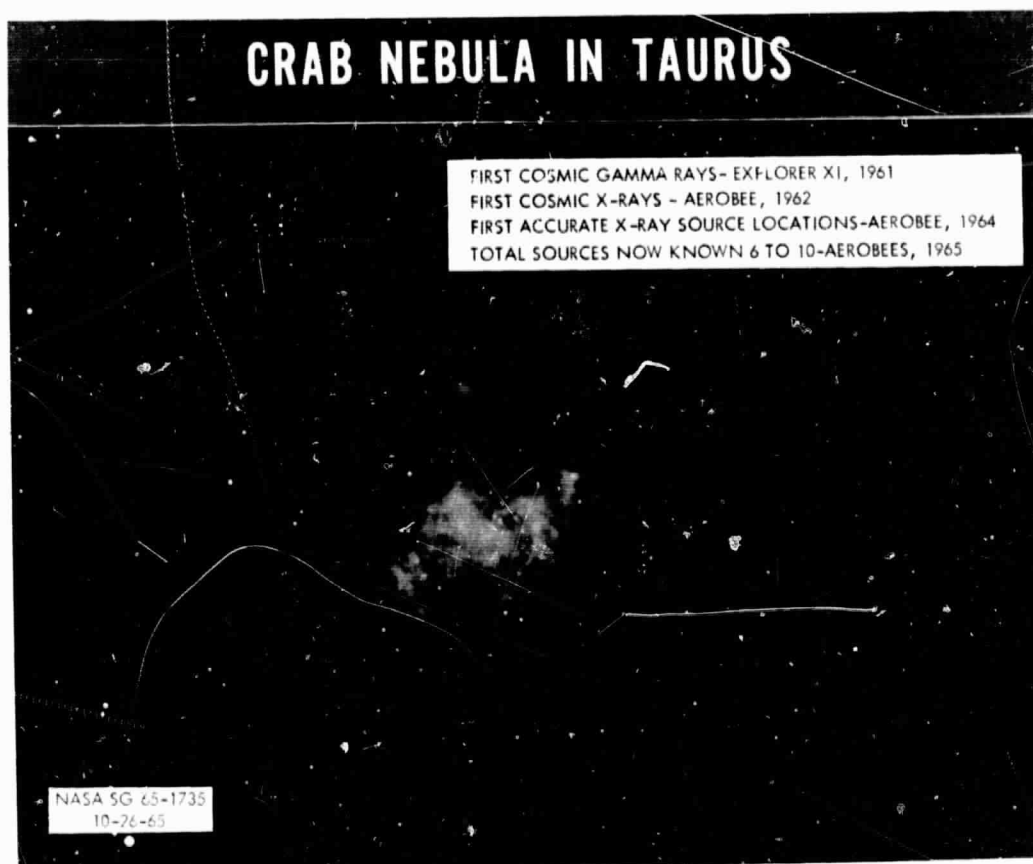 CRAB NEBULA IN TAURUS
FIRST COSMIC GAMMA RAYS- EXPLORER XI, 1961
FIRST COSMIC X-RAYS - AEROBEE, 1962
FIRST ACCURATE X-RAY SOURCE LOCATIONS-AEROBEE, 1964
TOTAL SOURCES NOW KNOWN 6 TO 10-AEROBEES, 1965
NASA SG 65-1735
10-26-65